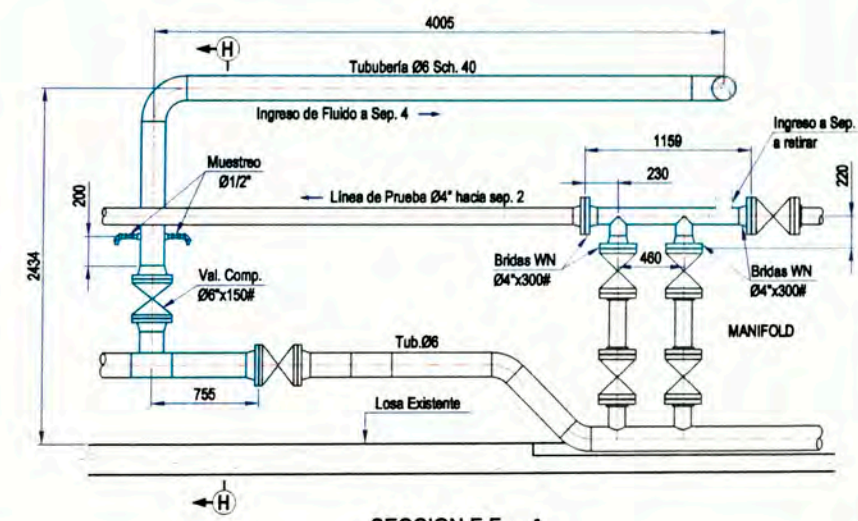 4005
H
Tububería Ø6 Sch. 40
Ingreso de Fluido a Sep. 4
Ingreso a Sep.
a retirar
1159
230
Muestreo
Ø1/2"
200
Línea de Prueba Ø4" hacia sep. 2
220
2434
Bridas WN
Ø4"x300#
460
Bridas WN
Ø4"x300#
Val. Comp.
Ø6"x150#
MANIFOLD
Tub.Ø6
755
Losa Existente
H